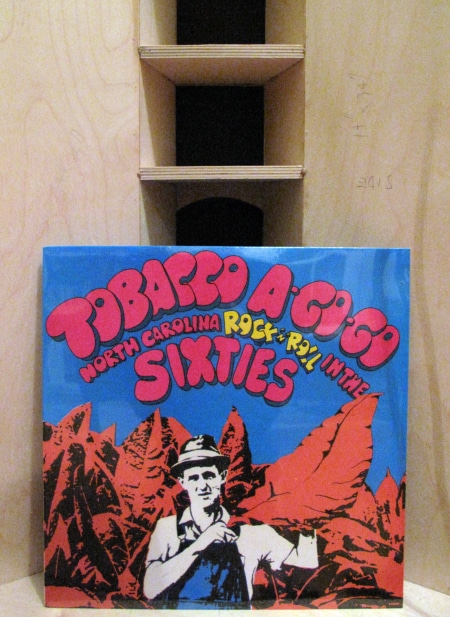 TOBACCO A-GO-GO
NORTH CAROLINA ROCK 'N' ROLL IN THE
SIXTIES